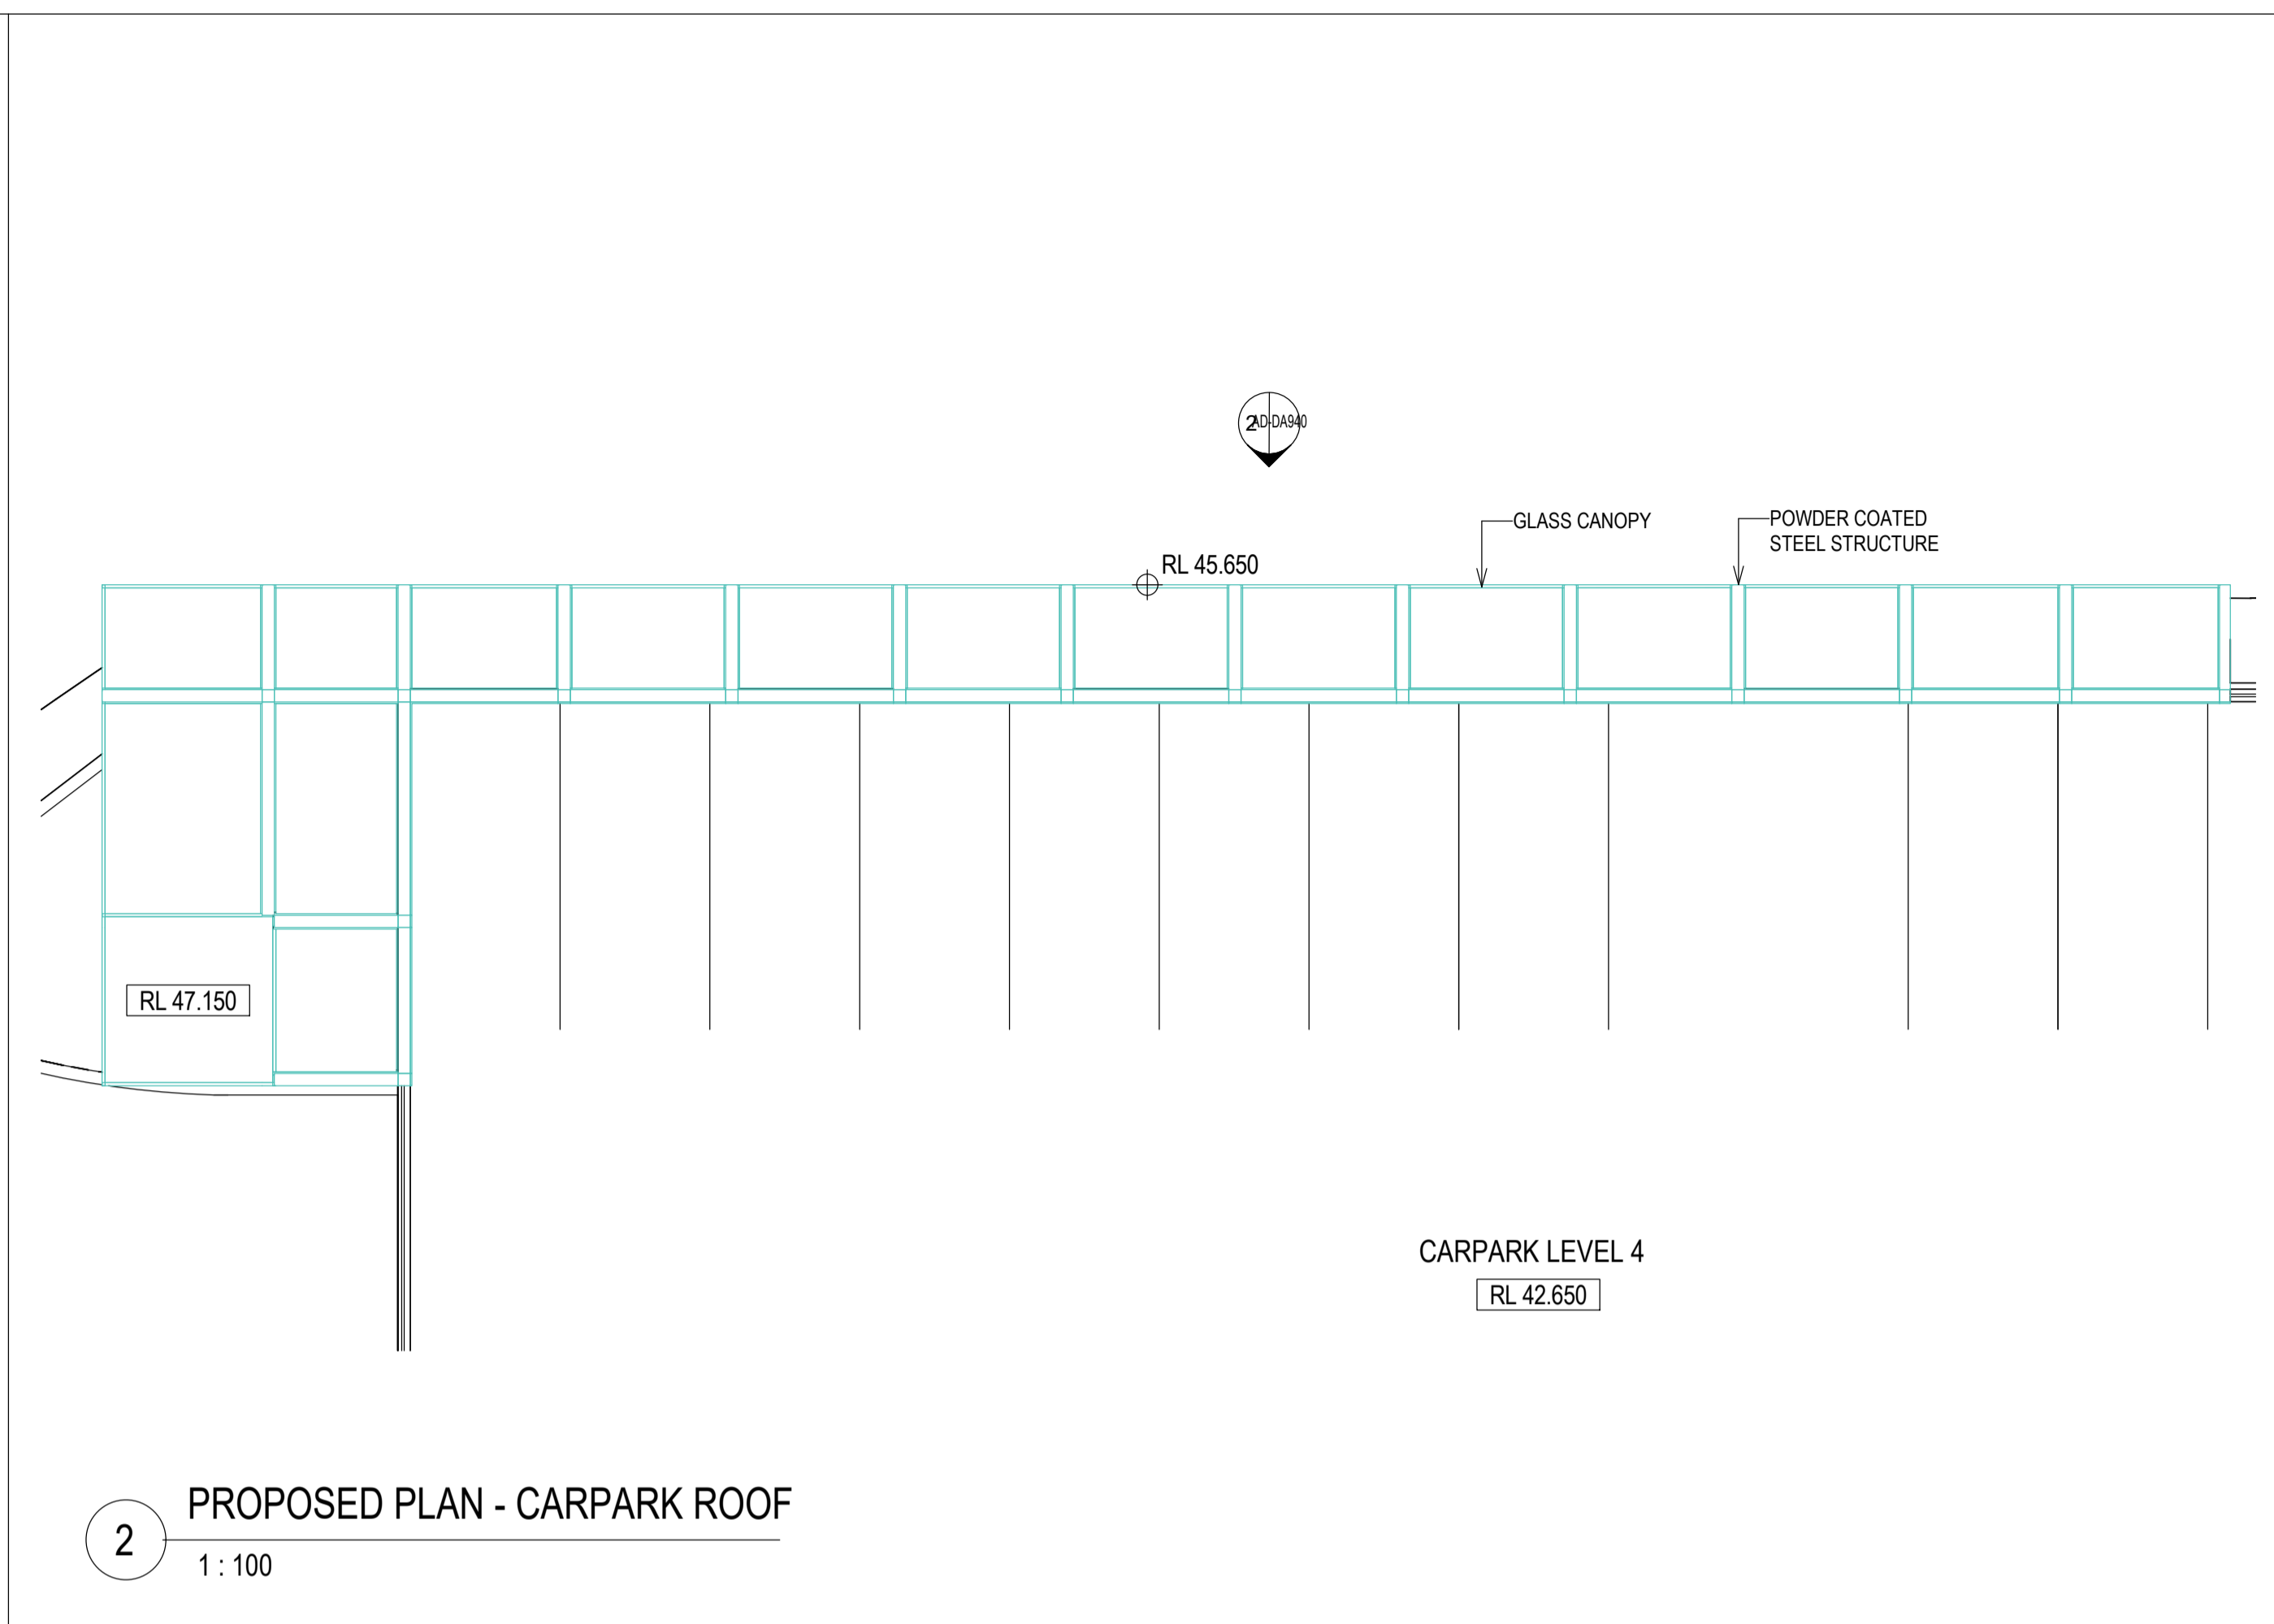 2
AD-DA940
GLASS CANOPY
POWDER COATED
STEEL STRUCTURE
RL 45.650
RL 47.150
CARPARK LEVEL 4
RL 42.650
2
PROPOSED PLAN - CARPARK ROOF
1 : 100